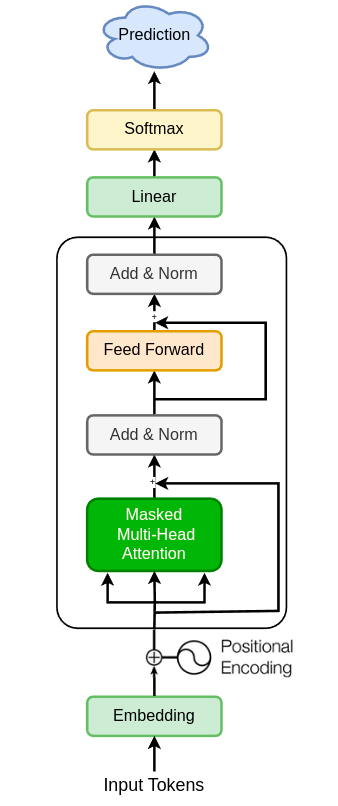 Prediction
Softmax
Linear
Add & Norm
+
Feed Forward
Add & Norm
+
Masked
Multi-Head
Attention
Positional
Encoding
Embedding
Input Tokens